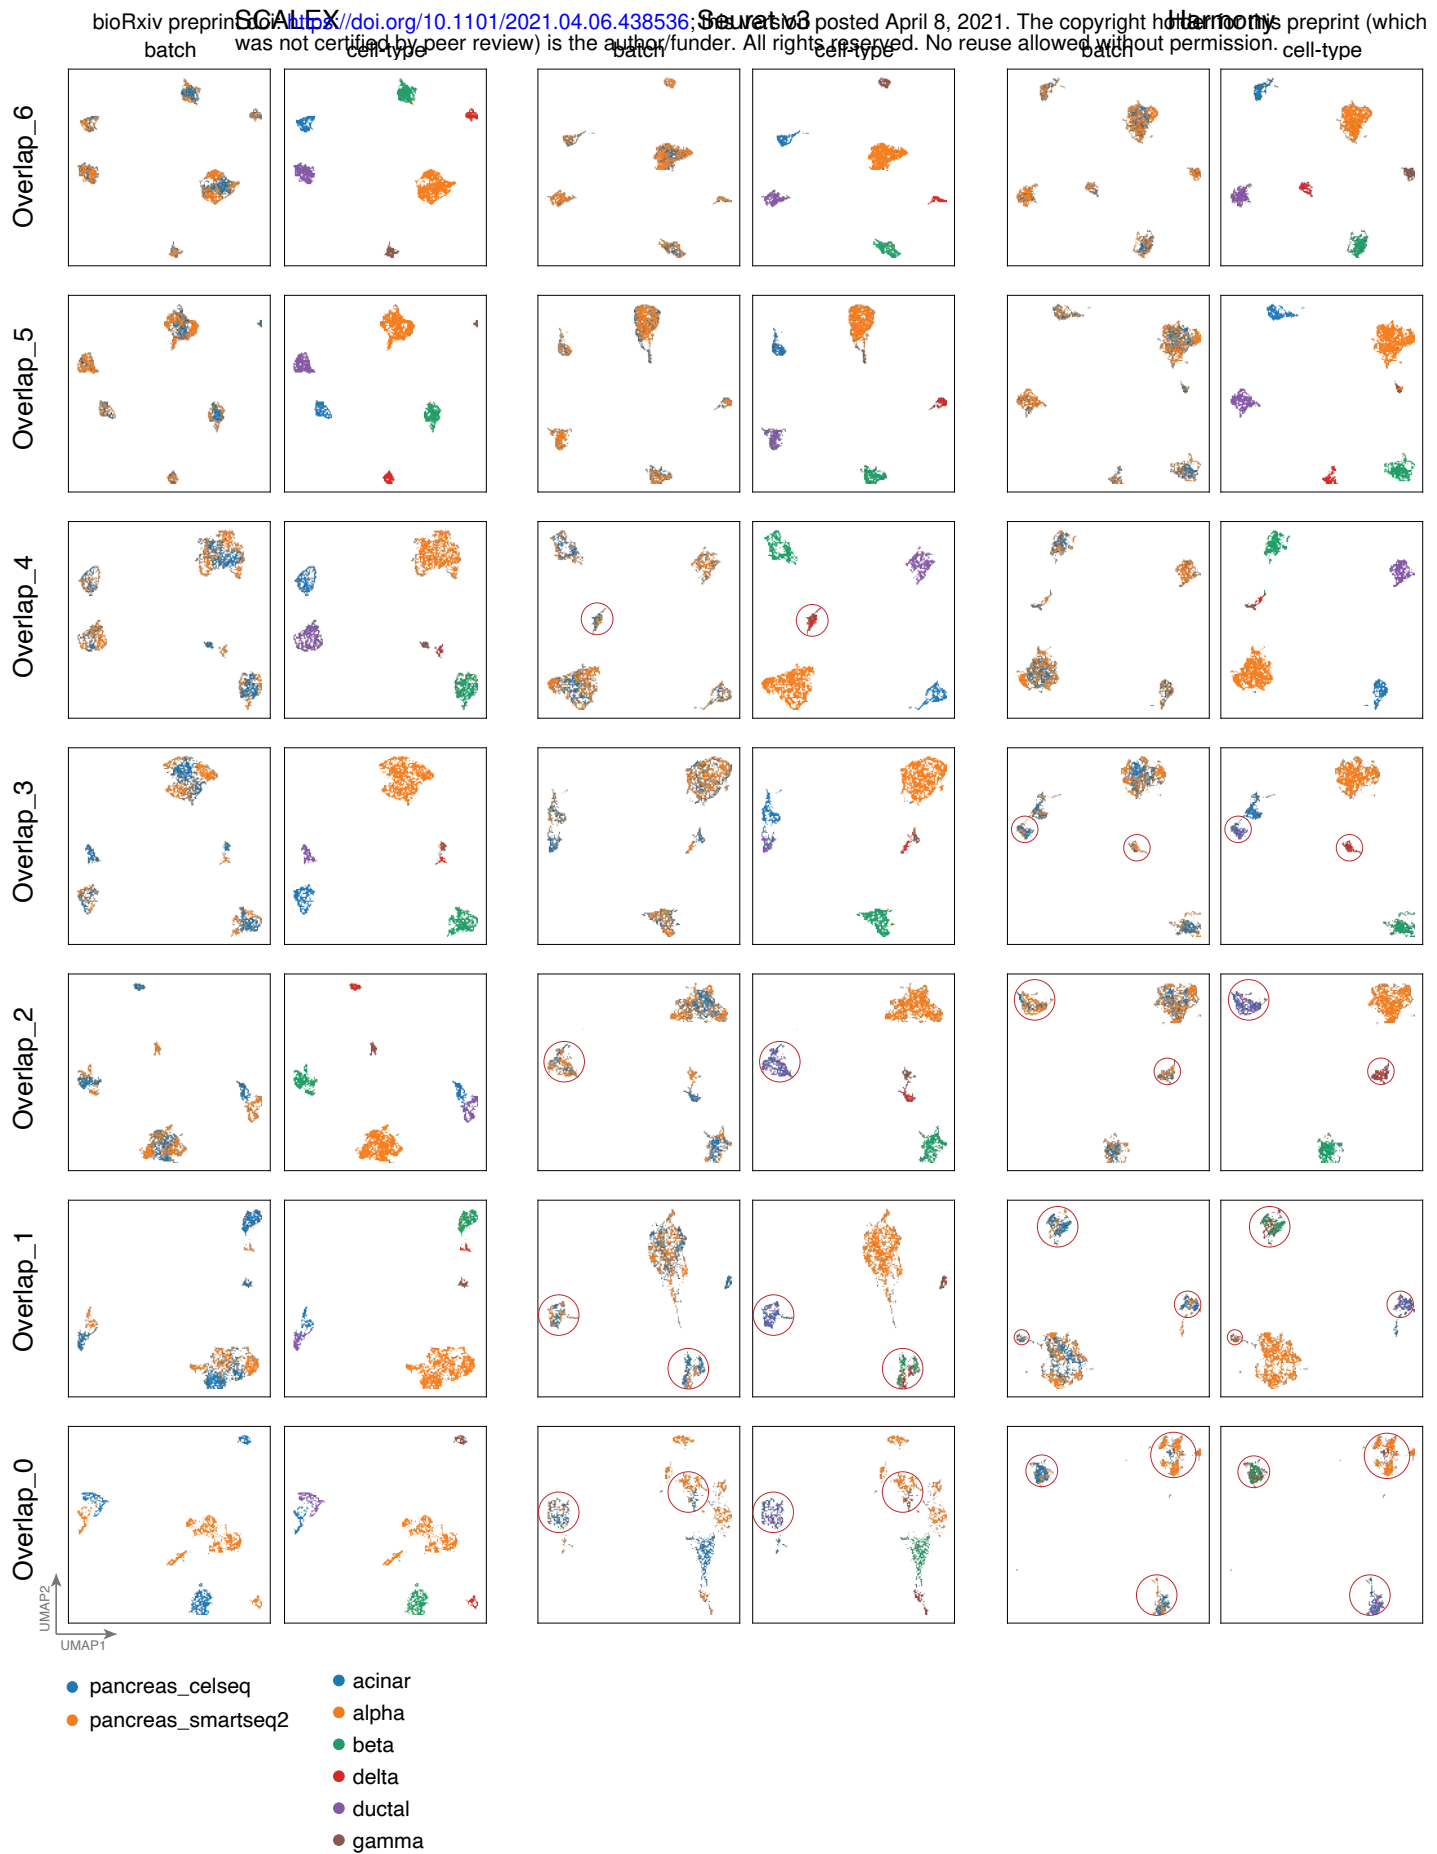 bioRxiv preprint doi: https://doi.org/10.1101/2021.04.06.438536; this version posted April 8, 2021. The copyright holder for this preprint (which
was not certified by peer review) is the author/funder. All rights reserved. No reuse allowed without permission.
SCALEX Seurat v3 Harmony
batch cell-type batch cell-type batch cell-type
Overlap_6
Overlap_5
Overlap_4
Overlap_3
Overlap_2
Overlap_1
Overlap_0
UMAP2
UMAP1
pancreas_celseq
pancreas_smartseq2
acinar
alpha
beta
delta
ductal
gamma